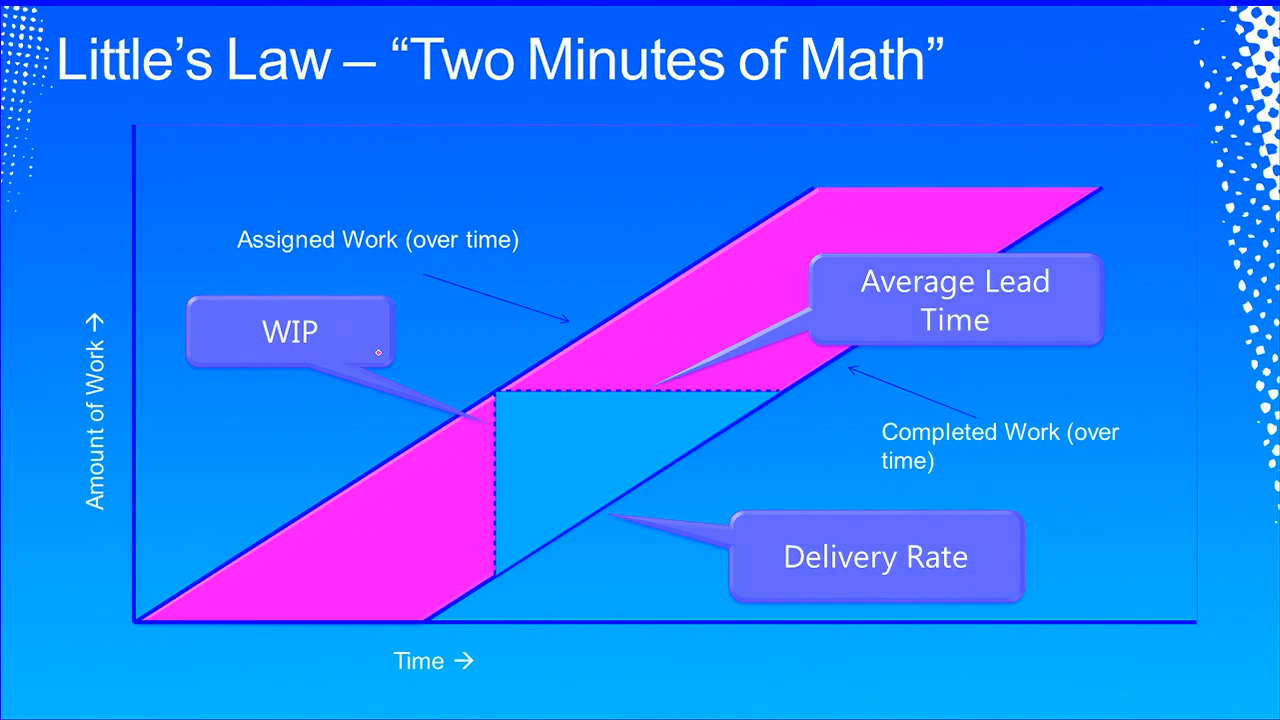 Little’s Law – “Two Minutes of Math”
Assigned Work (over time)
Average Lead
Time
WIP
Amount of Work →
Completed Work (over
time)
Delivery Rate
Time →